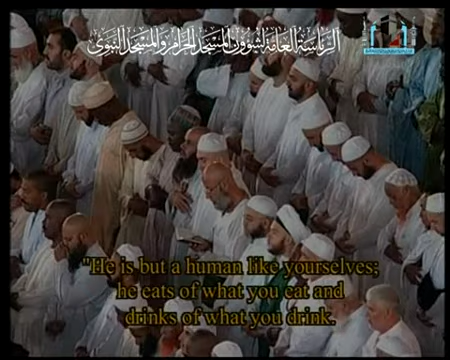 الرئاسة العامة لشؤون المسجد الحرام والمسجد النبوي
"He is but a human like yourselves;
he eats of what you eat and
drinks of what you drink.